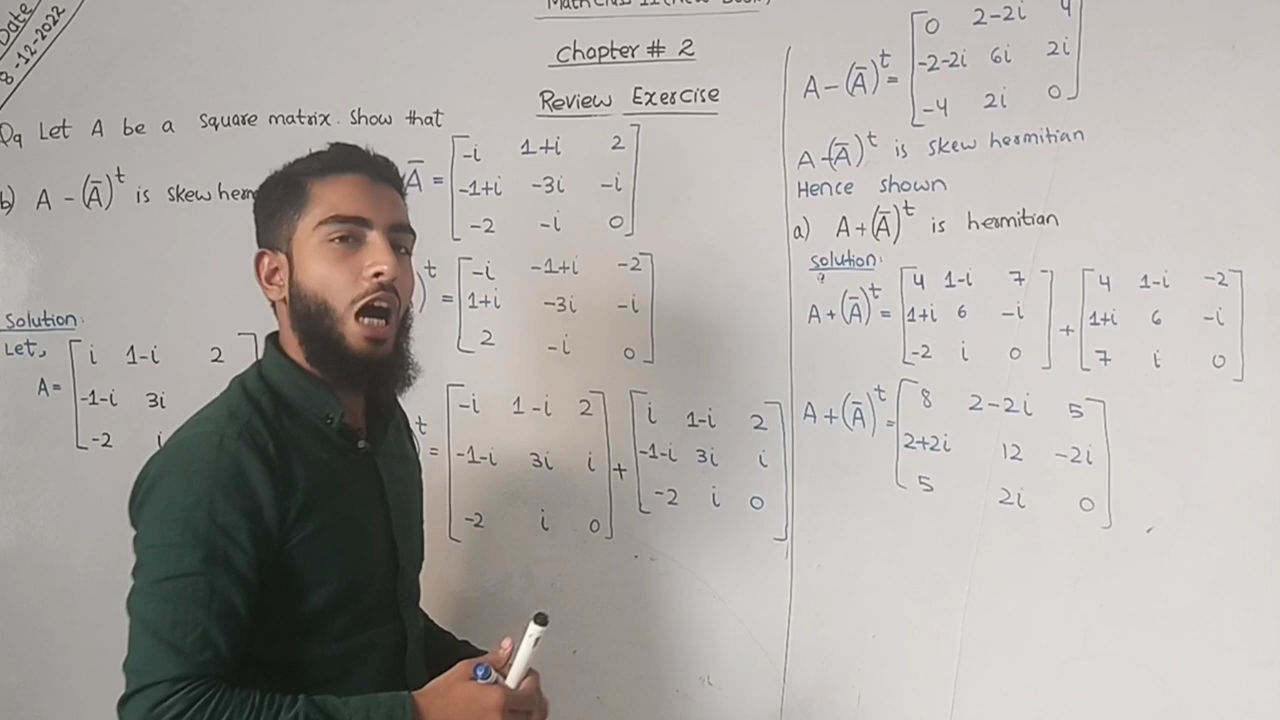 Date
8-12-2022
Chapter # 2
Review Exercise
Q9 Let A be a square matrix. Show that
b) A - (Ā)^t is skew
Solution:
Let,
A = [ i 1-i 2
-1-i 3i
-2 i
Ā = [ -i 1+i 2 ]
[ -1+i -3i -i ]
[ -2 -i 0 ]
)^t = [ -i -1+i -2 ]
[ 1+i -3i -i ]
[ 2 -i 0 ]
t = [ -i 1-i 2 ] + [ i 1-i 2 ]
[ -1-i 3i i ] [ -1-i 3i i ]
[ -2 i 0 ] [ -2 i 0 ]
A - (Ā)^t = [ 0 2-2i 4 ]
[ -2-2i 6i 2i ]
[ -4 2i 0 ]
A - (Ā)^t is skew hermitian
Hence shown
a) A + (Ā)^t is hermitian
Solution:
A + (Ā)^t = [ 4 1-i 7 ] + [ 4 1-i -2 ]
[ 1+i 6 -i ] [ 1+i 6 -i ]
[ -2 i 0 ] [ 7 i 0 ]
A + (Ā)^t = [ 8 2-2i 5 ]
[ 2+2i 12 -2i ]
[ 5 2i 0 ]